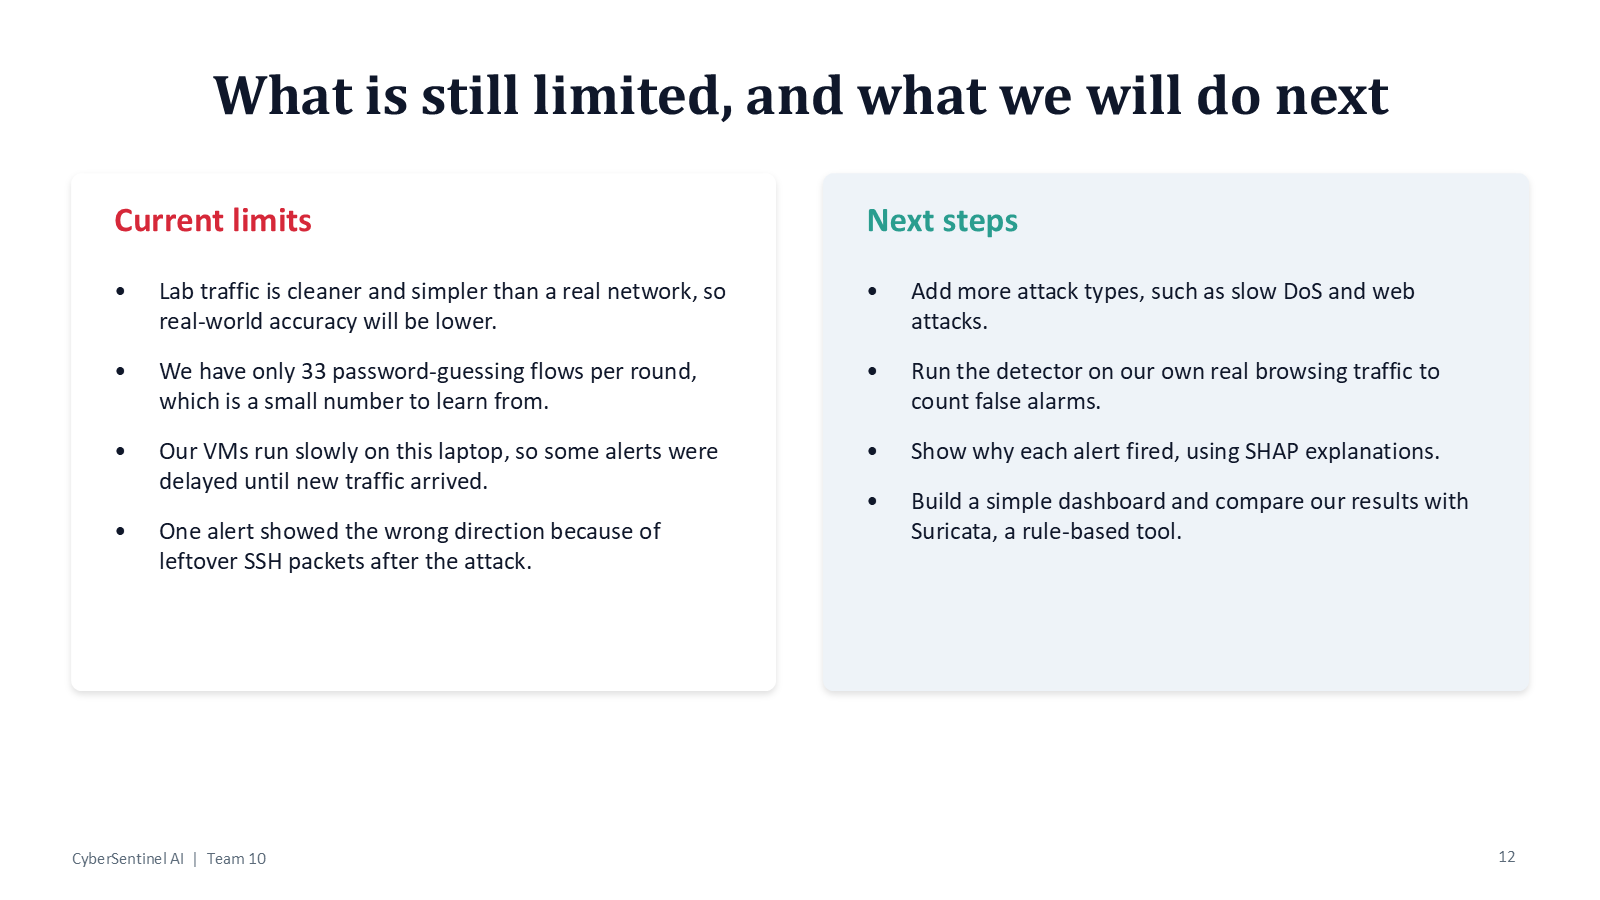 What is still limited, and what we will do next
Current limits
• Lab traffic is cleaner and simpler than a real network, so
real-world accuracy will be lower.
• We have only 33 password-guessing flows per round,
which is a small number to learn from.
• Our VMs run slowly on this laptop, so some alerts were
delayed until new traffic arrived.
• One alert showed the wrong direction because of
leftover SSH packets after the attack.
Next steps
• Add more attack types, such as slow DoS and web
attacks.
• Run the detector on our own real browsing traffic to
count false alarms.
• Show why each alert fired, using SHAP explanations.
• Build a simple dashboard and compare our results with
Suricata, a rule-based tool.
CyberSentinel AI | Team 10
12